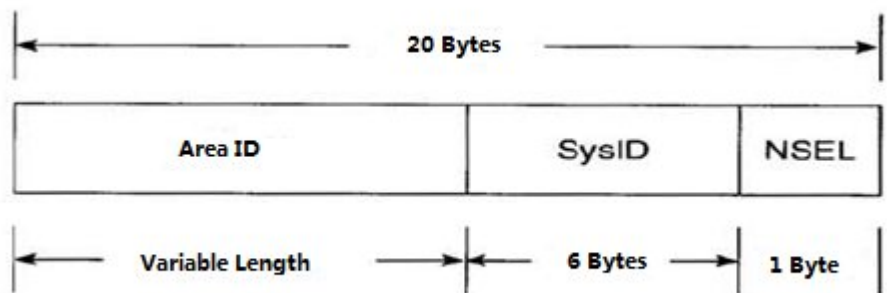 20 Bytes
Area ID SysID NSEL
Variable Length 6 Bytes 1 Byte